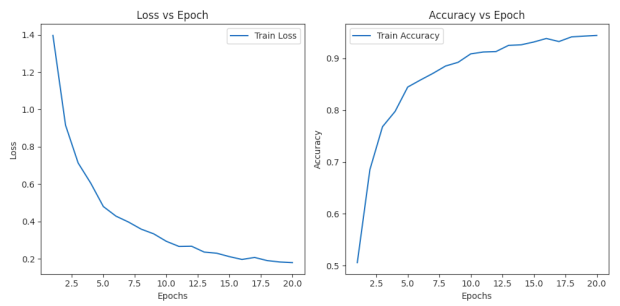 Loss vs Epoch
Train Loss
1.4
1.2
1.0
0.8
0.6
0.4
0.2
Loss
2.5 5.0 7.5 10.0 12.5 15.0 17.5 20.0
Epochs
Accuracy vs Epoch
Train Accuracy
0.9
0.8
0.7
0.6
0.5
Accuracy
2.5 5.0 7.5 10.0 12.5 15.0 17.5 20.0
Epochs